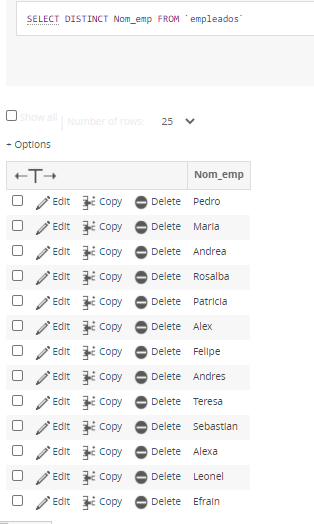 SELECT DISTINCT Nom_emp FROM `empleados`
Show all | Number of rows: 25
+ Options
←T→ Nom_emp
Edit Copy Delete Pedro
Edit Copy Delete Maria
Edit Copy Delete Andrea
Edit Copy Delete Rosalba
Edit Copy Delete Patricia
Edit Copy Delete Alex
Edit Copy Delete Felipe
Edit Copy Delete Andres
Edit Copy Delete Teresa
Edit Copy Delete Sebastian
Edit Copy Delete Alexa
Edit Copy Delete Leonel
Edit Copy Delete Efrain